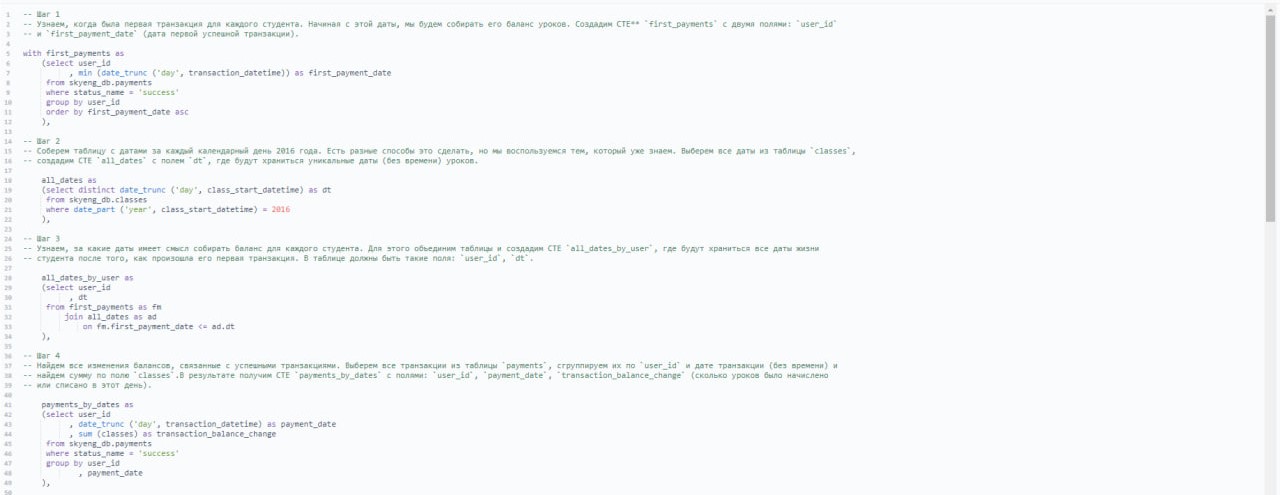 1 -- Шаг 1
2 -- Узнаем, когда была первая транзакция для каждого студента. Начиная с этой даты, мы будем собирать его баланс уроков. Создадим CTE** `first_payments` с двумя полями: `user_id`
3 -- и `first_payment_date` (дата первой успешной транзакции).
4
5 with first_payments as
6 (select user_id
7 , min (date_trunc ('day', transaction_datetime)) as first_payment_date
8 from skyeng_db.payments
9 where status_name = 'success'
10 group by user_id
11 order by first_payment_date asc
12 ),
13
14 -- Шаг 2
15 -- Соберем таблицу с датами за каждый календарный день 2016 года. Есть разные способы это сделать, но мы воспользуемся тем, который уже знаем. Выберем все даты из таблицы `classes`,
16 -- создадим CTE `all_dates` с полем `dt`, где будут храниться уникальные даты (без времени) уроков.
17
18 all_dates as
19 (select distinct date_trunc ('day', class_start_datetime) as dt
20 from skyeng_db.classes
21 where date_part ('year', class_start_datetime) = 2016
22 ),
23
24 -- Шаг 3
25 -- Узнаем, за какие даты имеет смысл собирать баланс для каждого студента. Для этого объединим таблицы и создадим CTE `all_dates_by_user`, где будут храниться все даты жизни
26 -- студента после того, как произошла его первая транзакция. В таблице должны быть такие поля: `user_id`, `dt`.
27
28 all_dates_by_user as
29 (select user_id
30 , dt
31 from first_payments as fm
32 join all_dates as ad
33 on fm.first_payment_date <= ad.dt
34 ),
35
36 -- Шаг 4
37 -- Найдем все изменения балансов, связанные с успешными транзакциями. Выберем все транзакции из таблицы `payments`, сгруппируем их по `user_id` и дате транзакции (без времени) и
38 -- найдем сумму по полю `classes`.В результате получим CTE `payments_by_dates` с полями: `user_id`, `payment_date`, `transaction_balance_change` (сколько уроков было начислено
39 -- или списано в этот день).
40
41 payments_by_dates as
42 (select user_id
43 , date_trunc ('day', transaction_datetime) as payment_date
44 , sum (classes) as transaction_balance_change
45 from skyeng_db.payments
46 where status_name = 'success'
47 group by user_id
48 , payment_date
49 ),
50